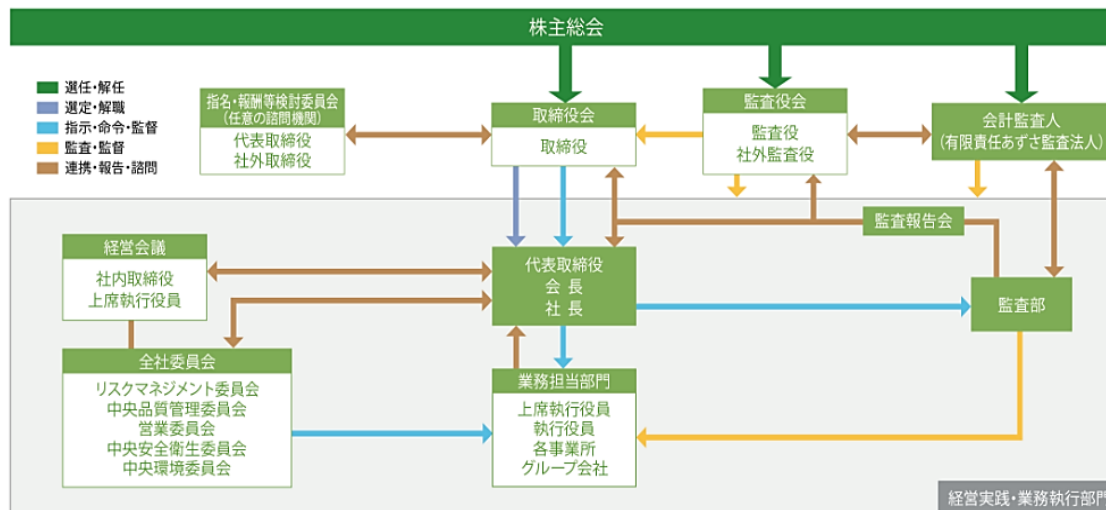 株主総会
選任・解任
選定・解職
指示・命令・監督
監査・監督
連携・報告・諮問
指名・報酬等検討委員会
(任意の諮問機関)
代表取締役
社外取締役
取締役会
取締役
監査役会
監査役
社外監査役
会計監査人
(有限責任あずさ監査法人)
監査報告会
経営会議
社内取締役
上席執行役員
代表取締役
会長
社長
監査部
全社委員会
リスクマネジメント委員会
中央品質管理委員会
営業委員会
中央安全衛生委員会
中央環境委員会
業務担当部門
上席執行役員
執行役員
各事業所
グループ会社
経営実践・業務執行部門